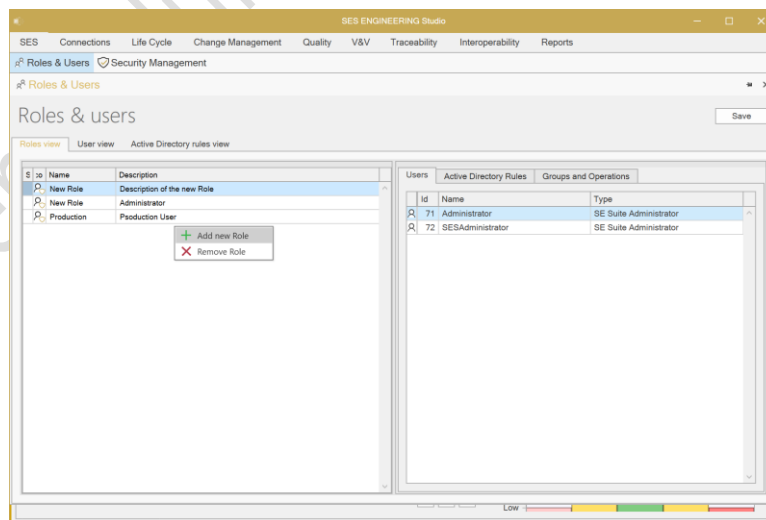 SES ENGINEERING Studio
SES Connections Life Cycle Change Management Quality V&V Traceability Interoperability Reports
Roles & Users Security Management
Roles & Users
Roles & users
Save
Roles view User view Active Directory rules view
Users Active Directory Rules Groups and Operations
S Name Description
New Role Description of the new Role
New Role Administrator
Production Psoduction User
Add new Role
Remove Role
Id Name Type
71 Administrator SE Suite Administrator
72 SESAdministrator SE Suite Administrator
Low